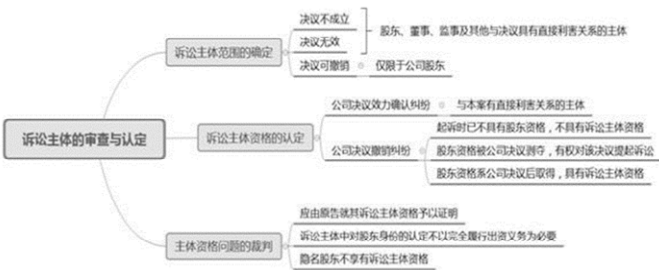 诉讼主体的审查与认定
诉讼主体范围的确定
决议不成立
决议无效
股东、董事、监事及其他与决议具有直接利害关系的主体
决议可撤销
仅限于公司股东
诉讼主体资格的认定
公司决议效力确认纠纷
与本案有直接利害关系的主体
公司决议撤销纠纷
起诉时已不具有股东资格，不具有诉讼主体资格
股东资格被公司决议剥夺，有权对该决议提起诉讼
股东资格系公司决议后取得，具有诉讼主体资格
主体资格问题的裁判
应由原告就其诉讼主体资格予以证明
诉讼主体中对股东身份的认定不以完全履行出资义务为必要
隐名股东不享有诉讼主体资格